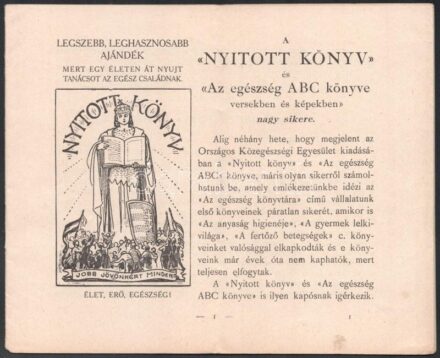 LEGSZEBB, LEGHASZNOSABB
AJÁNDÉK
MERT EGY ÉLETEN ÁT NYUJT
TANÁCSOT AZ EGÉSZ CSALÁDNAK.
"NYITOTT KÖNYV"
JOBB JÖVŐNKÉRT MINDENT
ÉLET, ERŐ, EGÉSZSÉG!
A
«NYITOTT KÖNYV»
és
«Az egészség ABC könyve
versekben és képekben»
nagy sikere.
Alig néhány hete, hogy megjelent az
Országos Közegészségi Egyesület kiadásá-
ban a «Nyitott könyv» és «Az egészség
ABC» könyve, máris olyan sikerről számol-
hatunk be, amely emlékezetünkbe idézi az
«Az egészség könyvtára» címü vállalatunk
első könyveinek páratlan sikerét, amikor is
«Az anyaság higienéje», «A gyermek lelki-
világa», «A fertőző betegségek» c. köny-
veinket valósággal elkapkodták és e köny-
veink már évek óta nem kaphatók, mert
teljesen elfogytak.
A «Nyitott könyv» és «Az egészség
ABC könyve» is ilyen kapósnak igérkezik.
— 1 —
1